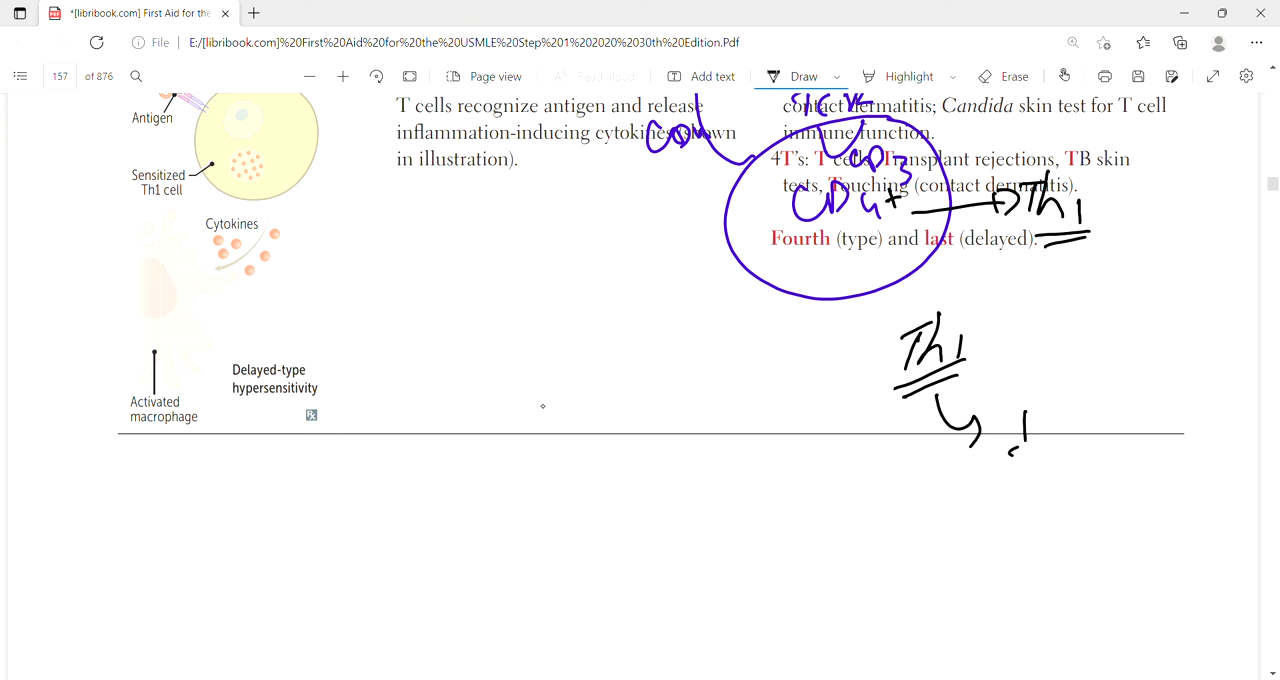 *[libribook.com] First Aid for the
File E:/[libribook.com]%20First%20Aid%20for%20the%20USMLE%20Step%201%202020%2030th%20Edition.Pdf
157 of 876 Page view Read aloud Add text Draw Highlight Erase
Antigen
Sensitized
Th1 cell
Cytokines
Activated
macrophage
Delayed-type
hypersensitivity
Rx
T cells recognize antigen and release
inflammation-inducing cytokines (shown
in illustration).
contact dermatitis; Candida skin test for T cell
immune function.
4T's: T cells, Transplant rejections, TB skin
tests, Touching (contact dermatitis).
Fourth (type) and last (delayed).
CD3
CD4+
Th1
Th1